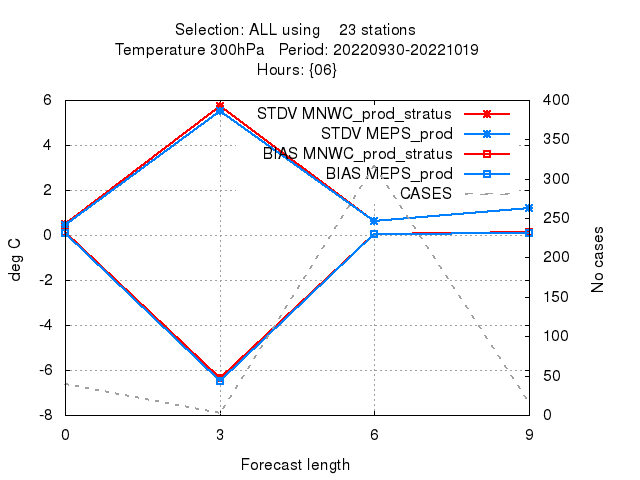 Selection: ALL using    23 stations
Temperature 300hPa   Period: 20220930-20221019
Hours: {06}
STDV MNWC_prod_stratus
STDV MEPS_prod
BIAS MNWC_prod_stratus
BIAS MEPS_prod
CASES
deg C
6
4
2
0
-2
-4
-6
-8
400
350
300
250
200
150
100
50
0
No cases
0 3 6 9
Forecast length